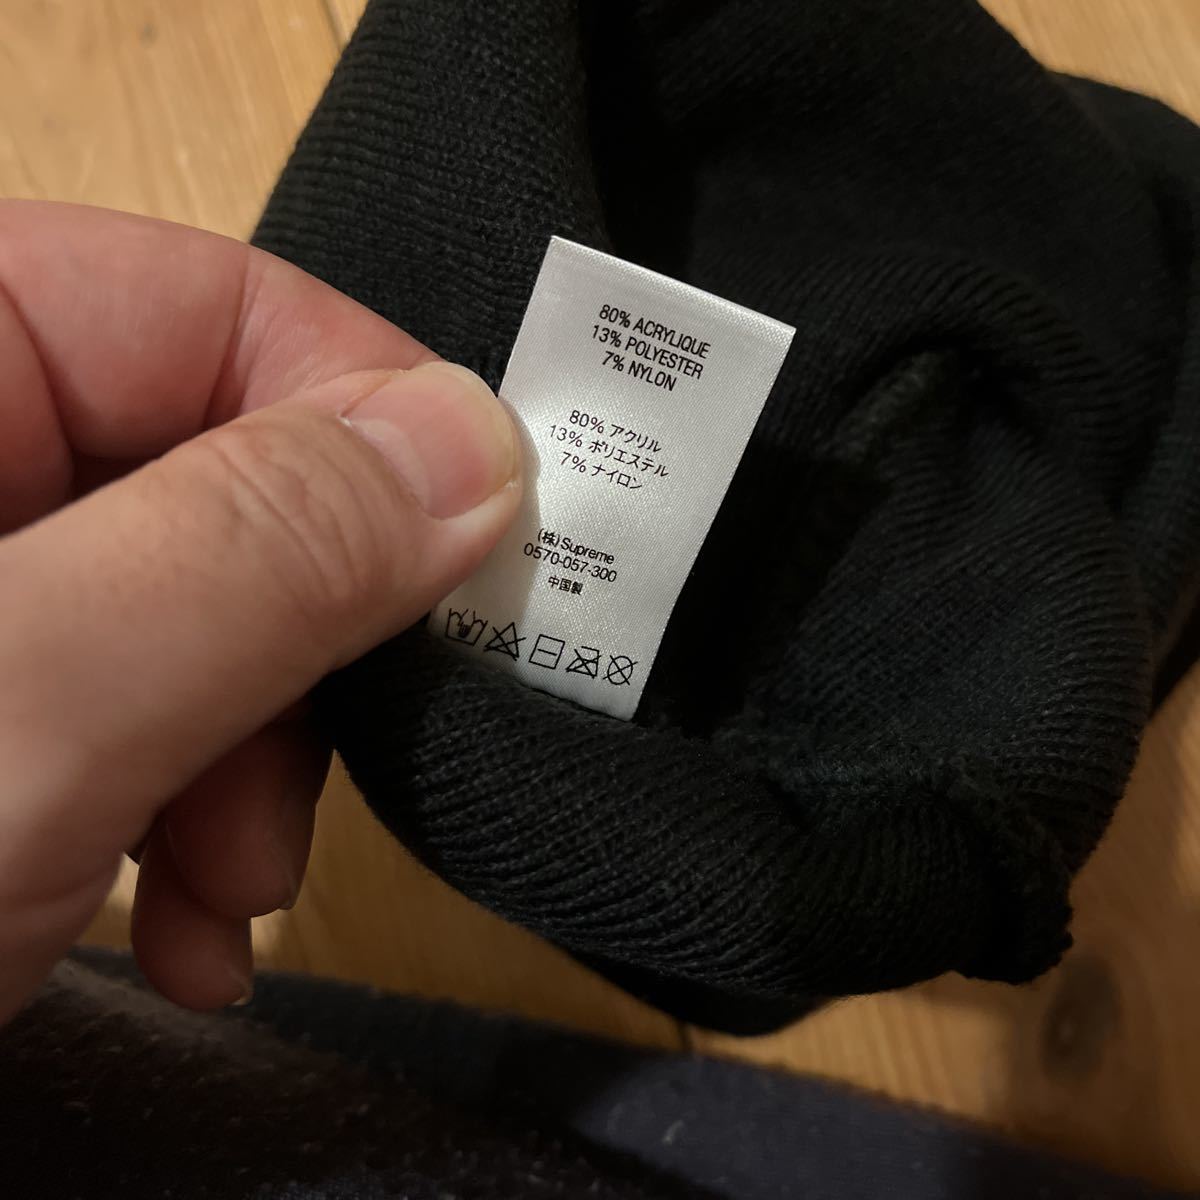 80% ACRYLIQUE
13% POLYESTER
7% NYLON
80% アクリル
13% ポリエステル
7% ナイロン
(株)Supreme
0570-057-300
中国製